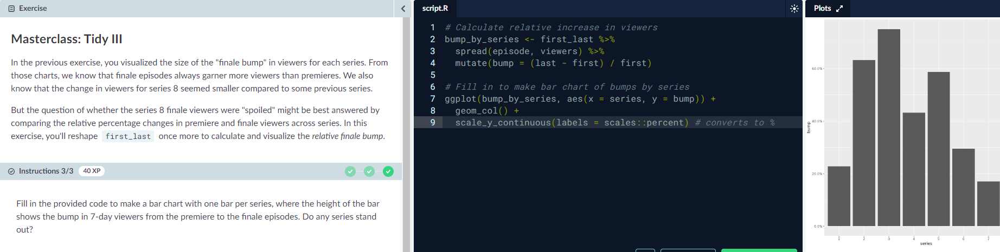 Exercise
Masterclass: Tidy III
In the previous exercise, you visualized the size of the "finale bump" in viewers for each series. From
those charts, we know that finale episodes always garner more viewers than premieres. We also
know that the change in viewers for series 8 seemed smaller compared to some previous series.
But the question of whether the series 8 finale viewers were "spoiled" might be best answered by
comparing the relative percentage changes in premiere and finale viewers across series. In this
exercise, you'll reshape first_last once more to calculate and visualize the relative finale bump.
Instructions 3/3 40 XP
Fill in the provided code to make a bar chart with one bar per series, where the height of the bar
shows the bump in 7-day viewers from the premiere to the finale episodes. Do any series stand
out?
script.R
1 # Calculate relative increase in viewers
2 bump_by_series <- first_last %>%
3   spread(episode, viewers) %>%
4   mutate(bump = (last - first) / first)
5
6 # Fill in to make bar chart of bumps by series
7 ggplot(bump_by_series, aes(x = series, y = bump)) +
8   geom_col() +
9   scale_y_continuous(labels = scales::percent) # converts to %
Plots
60.0%
40.0%
20.0%
0.0%
bump
1 2 3 4 5 6 7
series